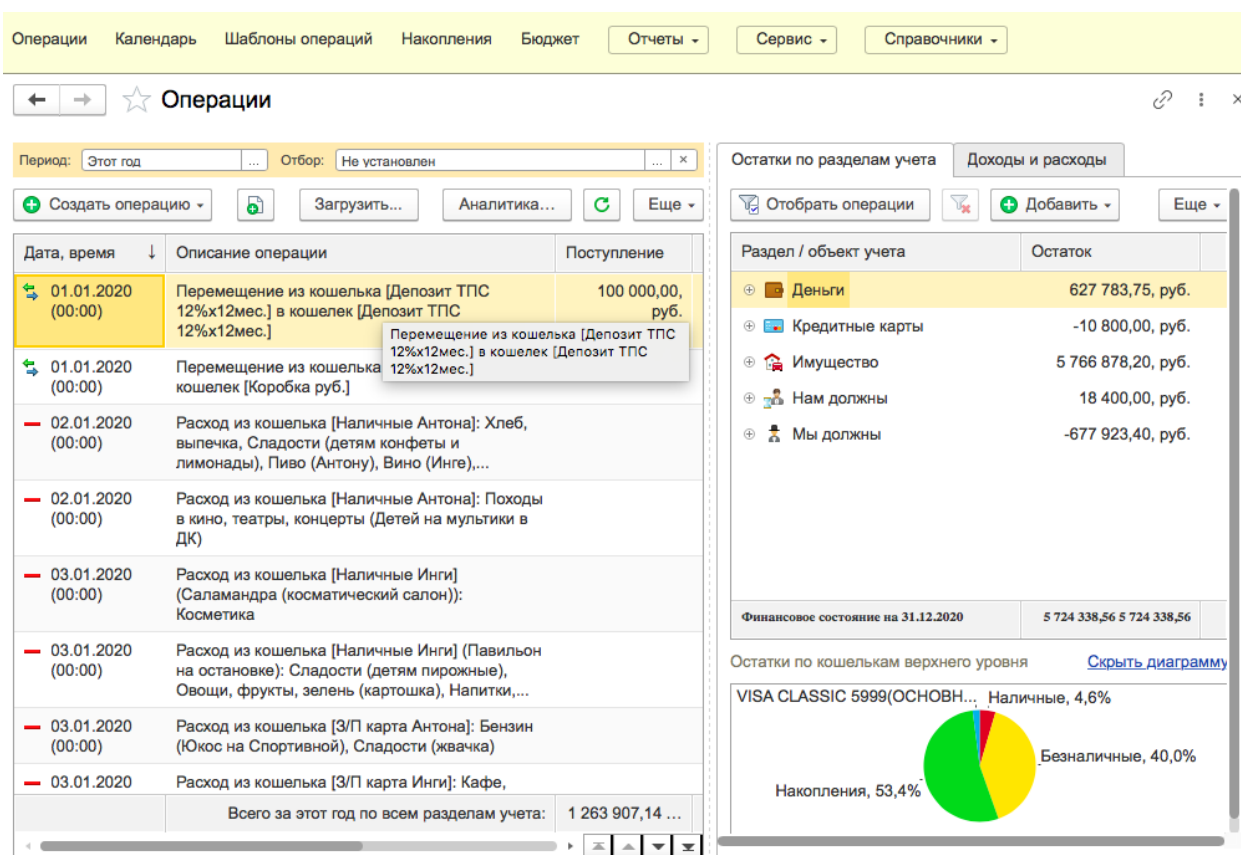 Операции Календарь Шаблоны операций Накопления Бюджет Отчеты Сервис Справочники
Операции
Период: Этот год ... Отбор: Не установлен ... ×
Создать операцию Загрузить... Аналитика... Еще
Дата, время ↓ Описание операции Поступление
01.01.2020 (00:00)
Перемещение из кошелька [Депозит ТПС
12%х12мес.] в кошелек [Депозит ТПС
12%х12мес.]
100 000,00,
руб.
Перемещение из кошелька [Депозит ТПС
12%х12мес.] в кошелек [Депозит ТПС
12%х12мес.]
01.01.2020
(00:00)
Перемещение из кошелька
кошелек [Коробка руб.]
02.01.2020
(00:00)
Расход из кошелька [Наличные Антона]: Хлеб,
выпечка, Сладости (детям конфеты и
лимонады), Пиво (Антону), Вино (Инге),...
02.01.2020
(00:00)
Расход из кошелька [Наличные Антона]: Походы
в кино, театры, концерты (Детей на мультики в
ДК)
03.01.2020
(00:00)
Расход из кошелька [Наличные Инги]
(Саламандра (косматический салон)):
Косметика
03.01.2020
(00:00)
Расход из кошелька [Наличные Инги] (Павильон
на остановке): Сладости (детям пирожные),
Овощи, фрукты, зелень (картошка), Напитки,...
03.01.2020
(00:00)
Расход из кошелька [З/П карта Антона]: Бензин
(Юкос на Спортивной), Сладости (жвачка)
03.01.2020
Расход из кошелька [З/П карта Инги]: Кафе,
Всего за этот год по всем разделам учета: 1 263 907,14 ...
Остатки по разделам учета Доходы и расходы
Отобрать операции Добавить Еще
Раздел / объект учета Остаток
Деньги 627 783,75, руб.
Кредитные карты -10 800,00, руб.
Имущество 5 766 878,20, руб.
Нам должны 18 400,00, руб.
Мы должны -677 923,40, руб.
Финансовое состояние на 31.12.2020 5 724 338,56 5 724 338,56
Остатки по кошелькам верхнего уровня Скрыть диаграмму
VISA CLASSIC 5999(ОСНОВН... Наличные, 4,6%
Безналичные, 40,0%
Накопления, 53,4%